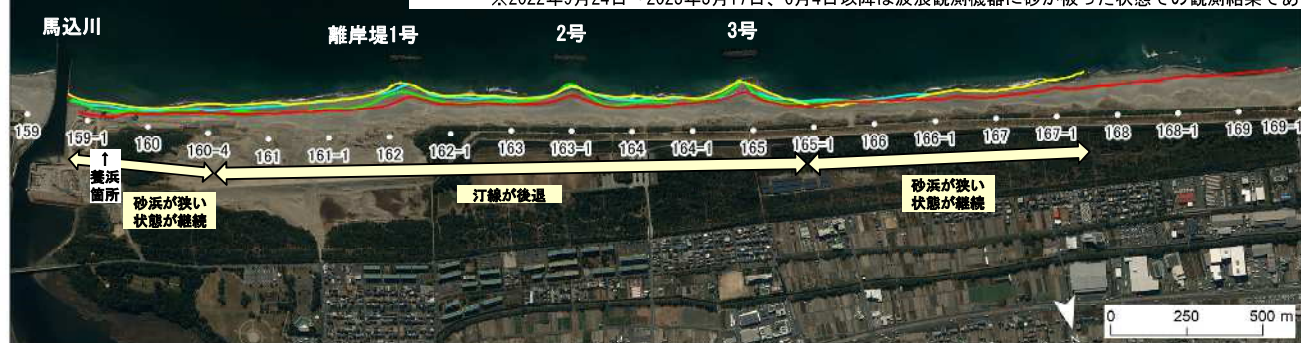 馬込川
離岸堤1号
2号
3号
159
159-1
160
160-4
161
161-1
162
162-1
163
163-1
164
164-1
165
165-1
166
166-1
167
167-1
168
168-1
169
169-1
↑
養浜
箇所
砂浜が狭い
状態が継続
汀線が後退
砂浜が狭い
状態が継続
0
250
500 m